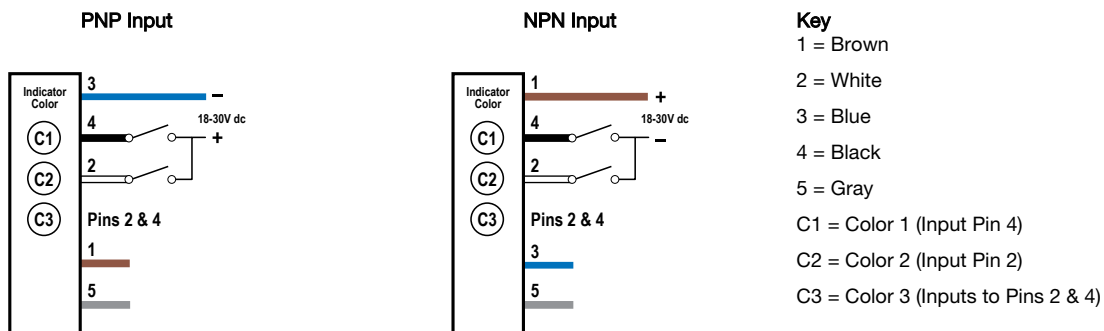 PNP Input
Indicator
Color
3
–
4
18-30V dc
+
C1
2
C2
C3
Pins 2 & 4
1
5
NPN Input
Indicator
Color
1
+
4
18-30V dc
–
C1
2
C2
C3
Pins 2 & 4
3
5
Key
1 = Brown
2 = White
3 = Blue
4 = Black
5 = Gray
C1 = Color 1 (Input Pin 4)
C2 = Color 2 (Input Pin 2)
C3 = Color 3 (Inputs to Pins 2 & 4)